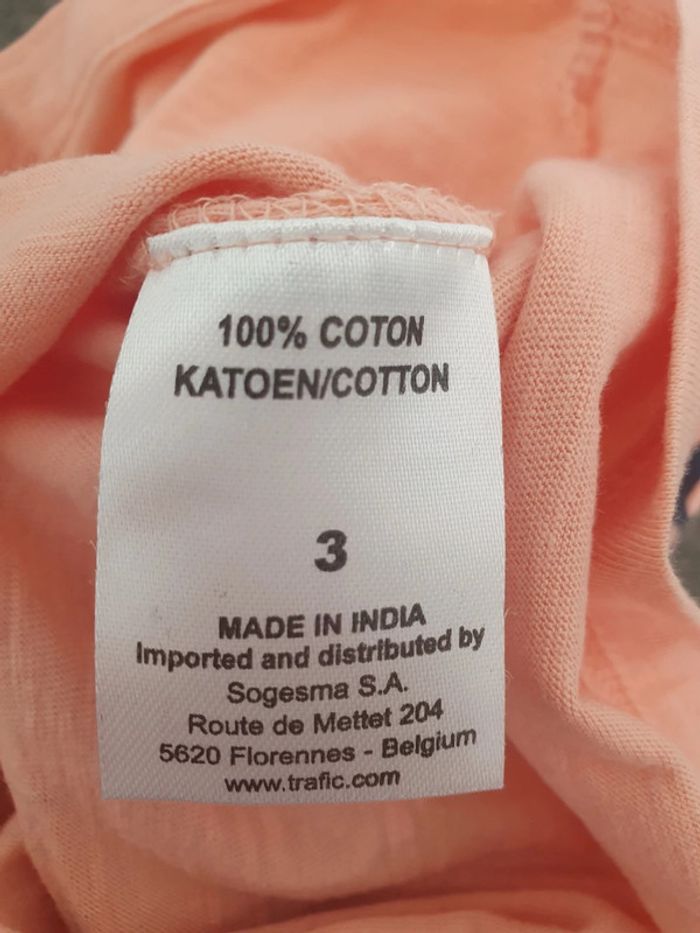 100% COTON
KATOEN/COTTON
3
MADE IN INDIA
Imported and distributed by
Sogesma S.A.
Route de Mettet 204
5620 Florennes - Belgium
www.trafic.com